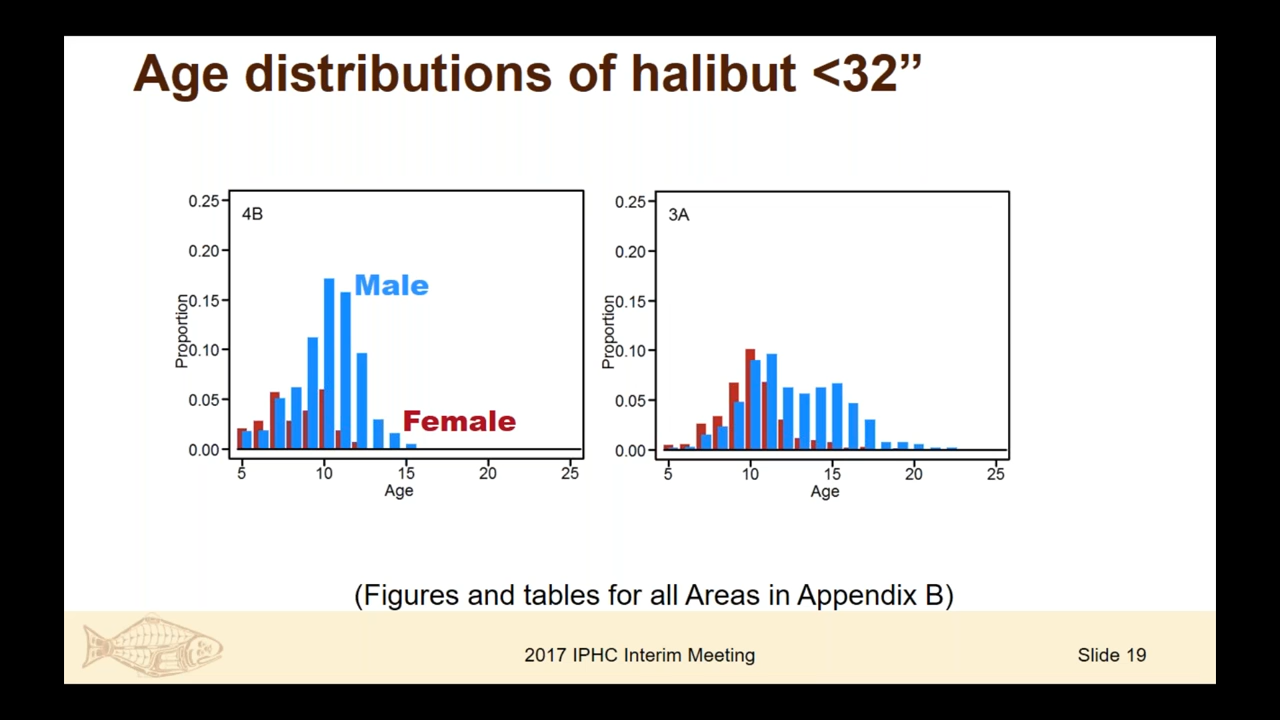 Age distributions of halibut <32”
0.25
0.20
0.15
0.10
0.05
0.00
Proportion
4B
Male
Female
5 10 15 20 25
Age
0.25
0.20
0.15
0.10
0.05
0.00
Proportion
3A
5 10 15 20 25
Age
(Figures and tables for all Areas in Appendix B)
2017 IPHC Interim Meeting
Slide 19